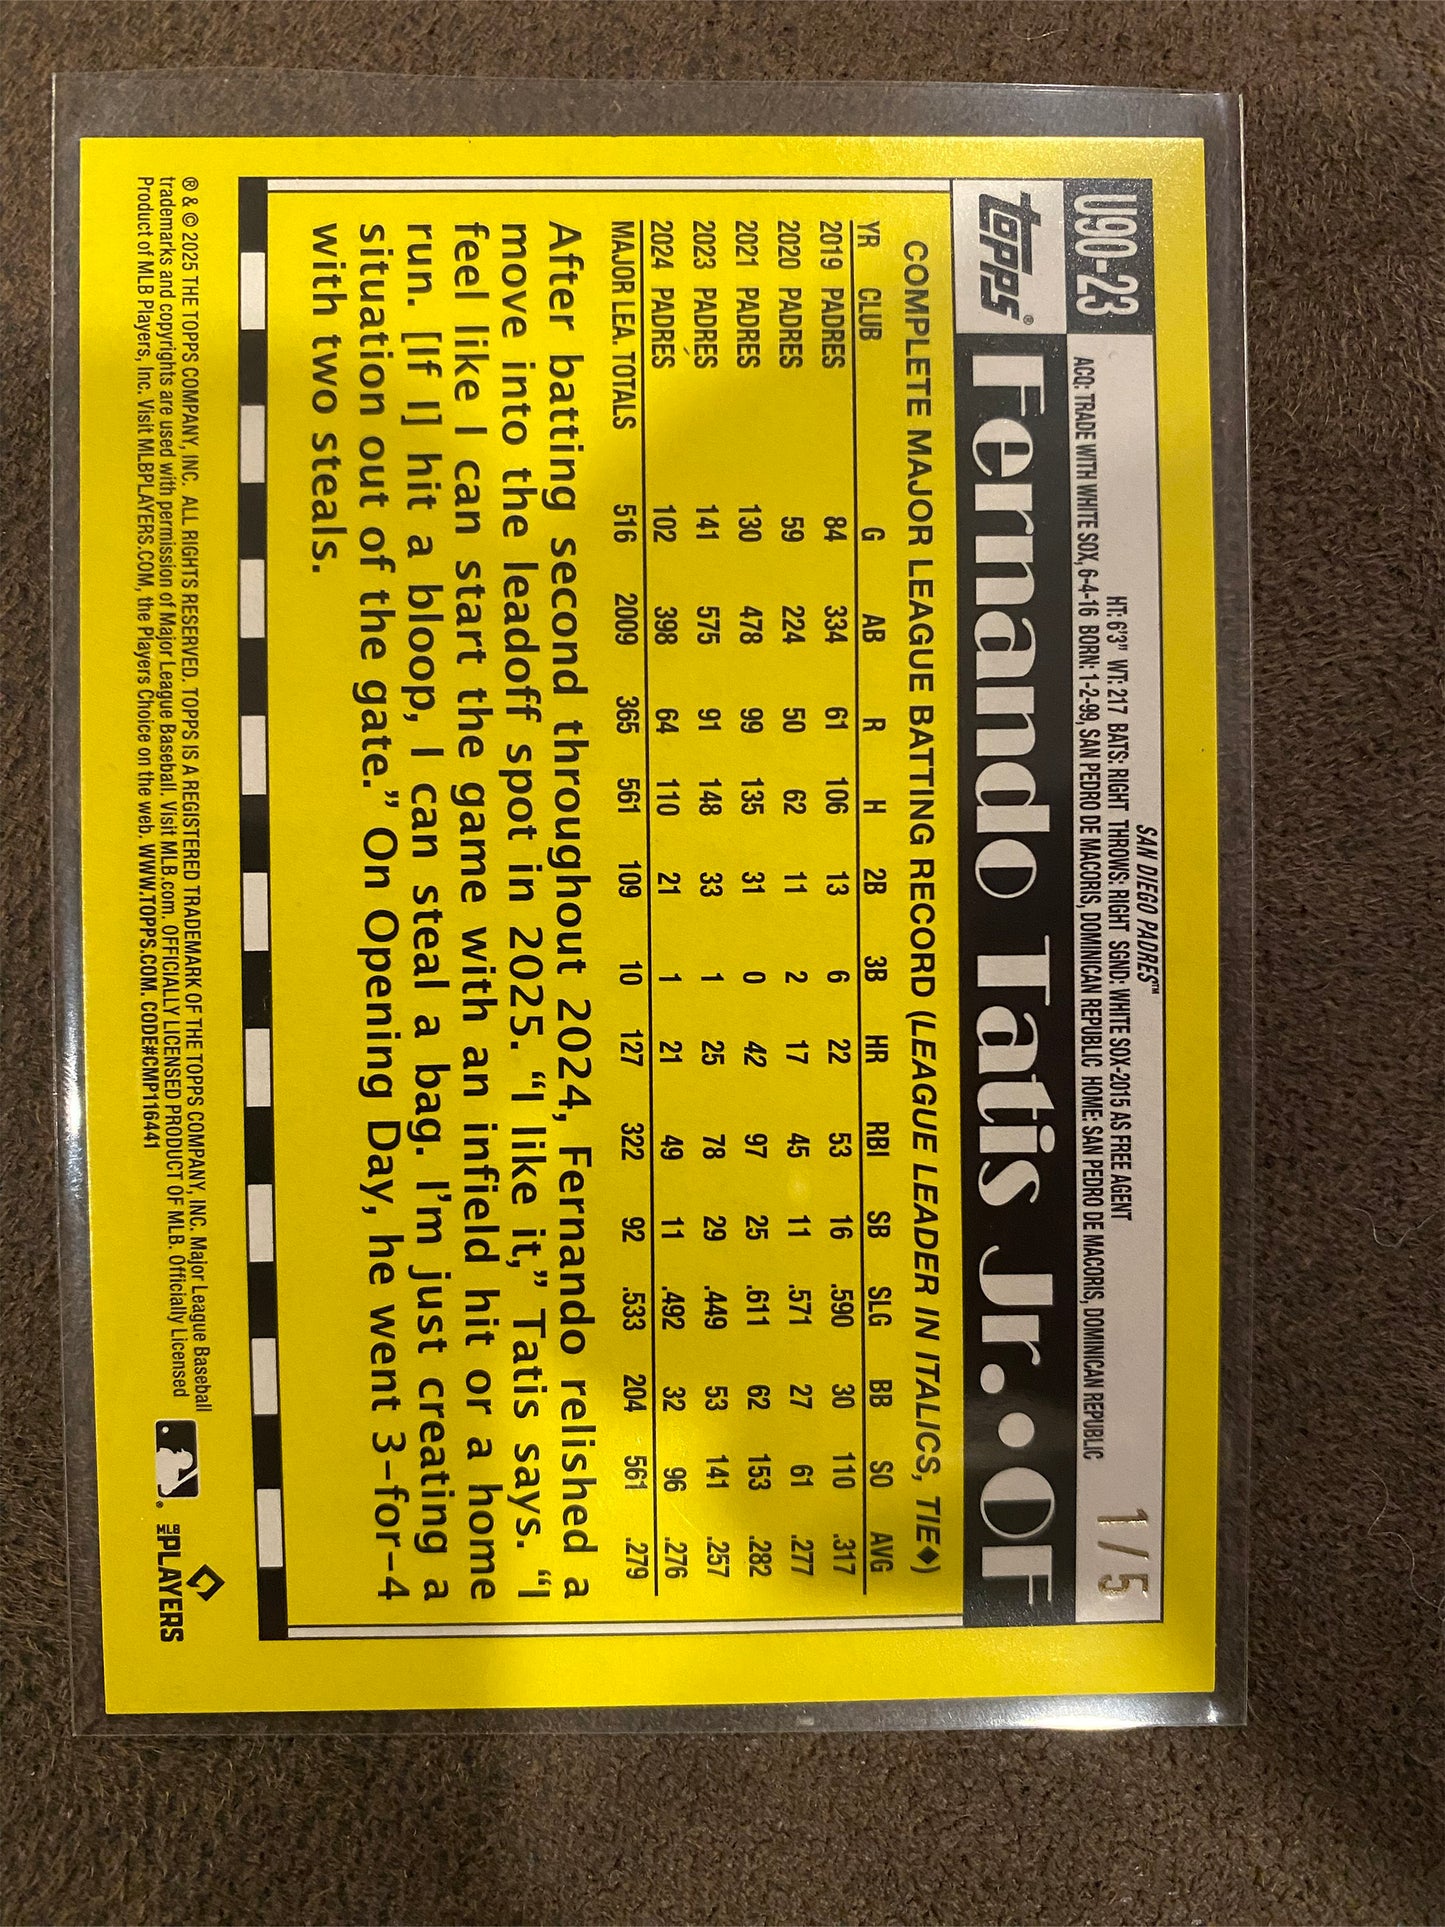 U90-23
SAN DIEGO PADRES™
HT: 6'3" WT: 217 BATS: RIGHT THROWS: RIGHT SGND: WHITE SOX-2015 AS FREE AGENT
ACQ: TRADE WITH WHITE SOX, 6-4-16 BORN: 1-2-99, SAN PEDRO DE MACORIS, DOMINICAN REPUBLIC HOME: SAN PEDRO DE MACORIS, DOMINICAN REPUBLIC
1/5
topps® Fernando Tatis Jr. • OF
COMPLETE MAJOR LEAGUE BATTING RECORD (LEAGUE LEADER IN ITALICS, TIE♦)
YR CLUB G AB R H 2B 3B HR RBI SB SLG BB SO AVG
2019 PADRES 84 334 61 106 13 6 22 53 16 .590 30 110 .317
2020 PADRES 59 224 50 62 11 2 17 45 11 .571 27 61 .277
2021 PADRES 130 478 99 135 31 0 42 97 25 .611 62 153 .282
2023 PADRES 141 575 91 148 33 1 25 78 29 .449 53 141 .257
2024 PADRES 102 398 64 110 21 1 21 49 11 .492 32 96 .276
MAJOR LEA. TOTALS 516 2009 365 561 109 10 127 322 92 .533 204 561 .279
After batting second throughout 2024, Fernando relished a
move into the leadoff spot in 2025. “I like it,” Tatis says. “I
feel like I can start the game with an infield hit or a home
run. [If I] hit a bloop, I can steal a bag. I’m just creating a
situation out of the gate.” On Opening Day, he went 3-for-4
with two steals.
® & © 2025 THE TOPPS COMPANY, INC. ALL RIGHTS RESERVED. TOPPS IS A REGISTERED TRADEMARK OF THE TOPPS COMPANY, INC. Major League Baseball
trademarks and copyrights are used with permission of Major League Baseball. Visit MLB.com. OFFICIALLY LICENSED PRODUCT OF MLB. Officially Licensed
Product of MLB Players, Inc. Visit MLBPLAYERS.COM, the Players Choice on the web. WWW.TOPPS.COM. CODE#CMP116441
MLB PLAYERS